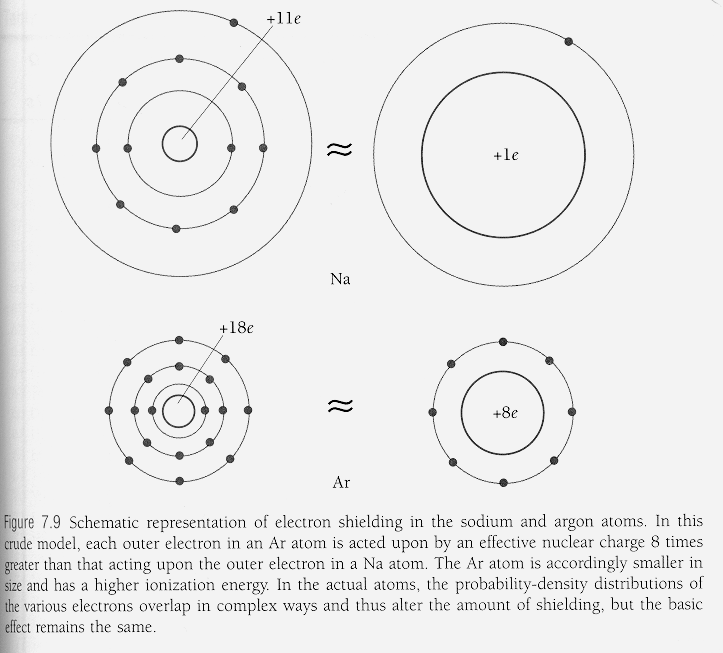 +11e
+1e
Na
+18e
+8e
Ar
Figure 7.9 Schematic representation of electron shielding in the sodium and argon atoms. In this
crude model, each outer electron in an Ar atom is acted upon by an effective nuclear charge 8 times
greater than that acting upon the outer electron in a Na atom. The Ar atom is accordingly smaller in
size and has a higher ionization energy. In the actual atoms, the probability-density distributions of
the various electrons overlap in complex ways and thus alter the amount of shielding, but the basic
effect remains the same.